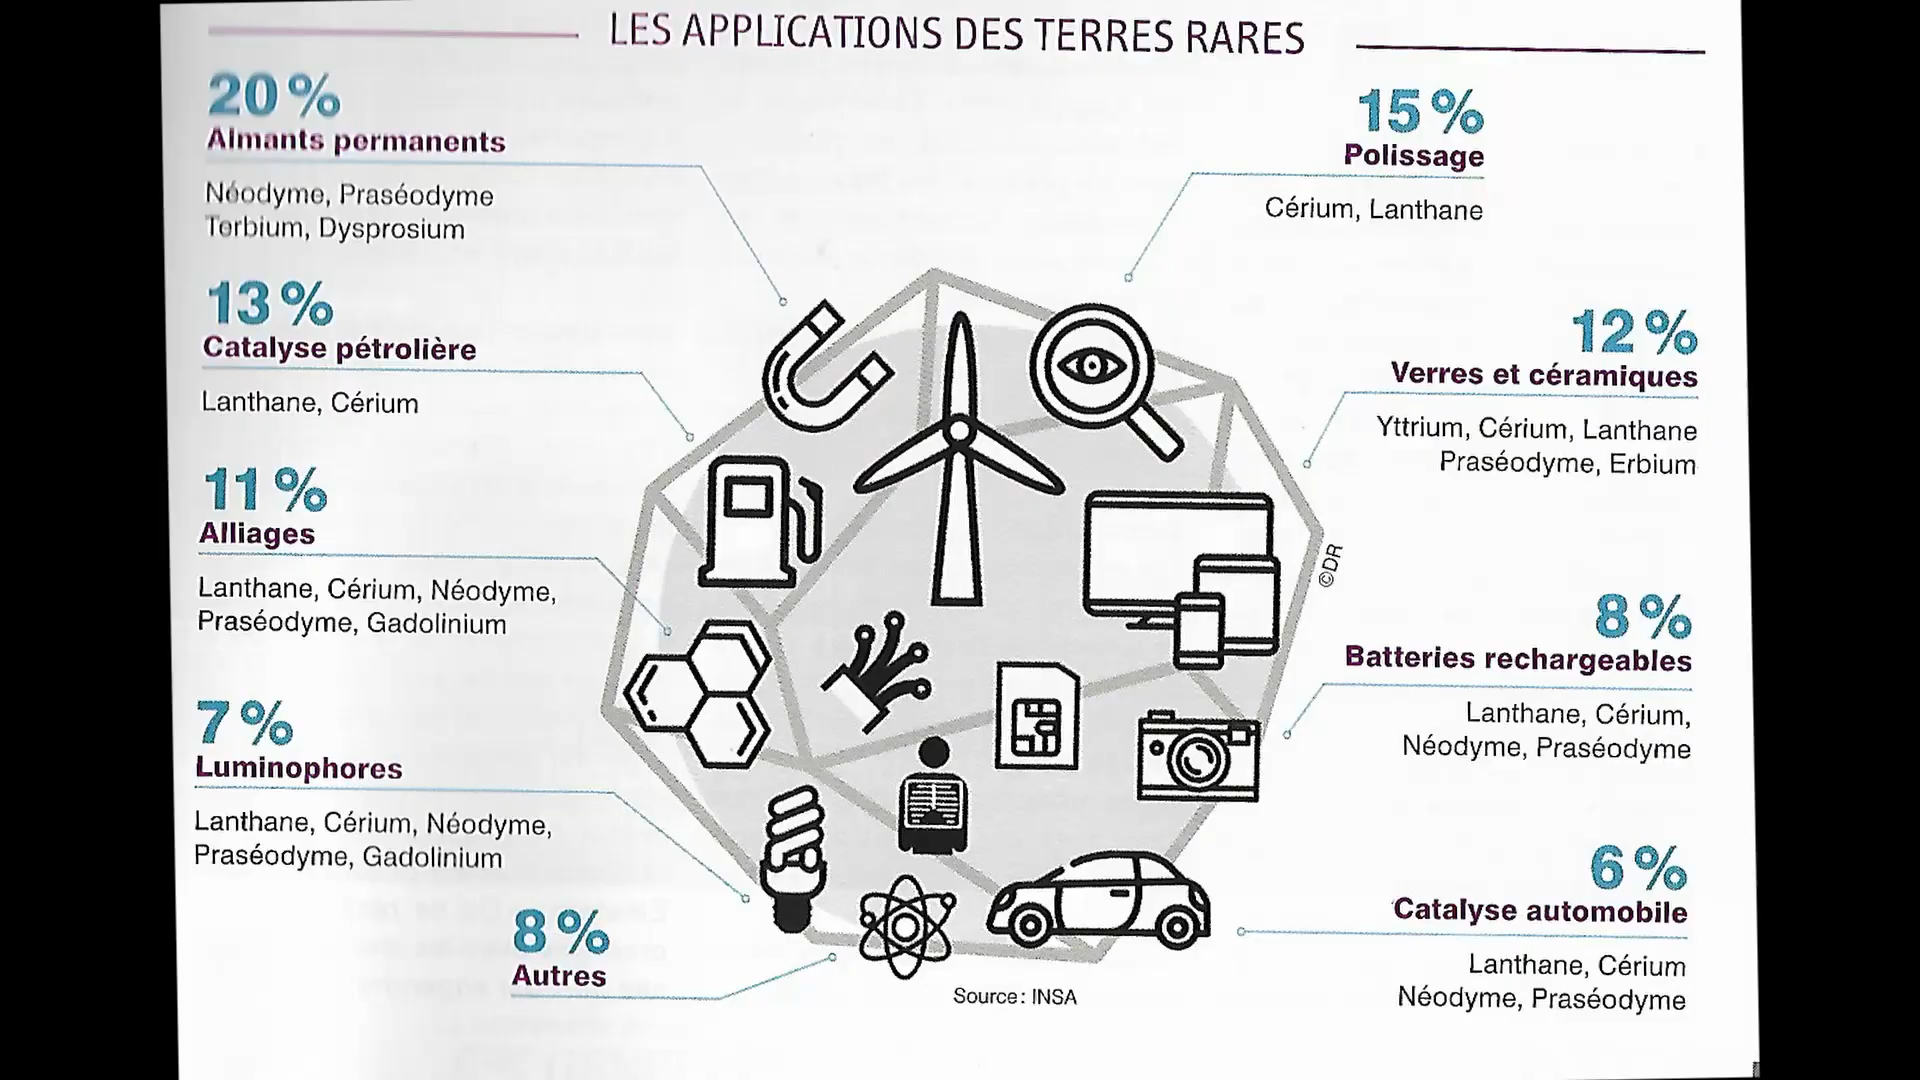 LES APPLICATIONS DES TERRES RARES
20 %
Aimants permanents
Néodyme, Praséodyme
Terbium, Dysprosium
13 %
Catalyse pétrolière
Lanthane, Cérium
11 %
Alliages
Lanthane, Cérium, Néodyme,
Praséodyme, Gadolinium
7 %
Luminophores
Lanthane, Cérium, Néodyme,
Praséodyme, Gadolinium
8 %
Autres
15 %
Polissage
Cérium, Lanthane
12 %
Verres et céramiques
Yttrium, Cérium, Lanthane
Praséodyme, Erbium
©DR
8 %
Batteries rechargeables
Lanthane, Cérium,
Néodyme, Praséodyme
6 %
Catalyse automobile
Lanthane, Cérium
Néodyme, Praséodyme
Source : INSA